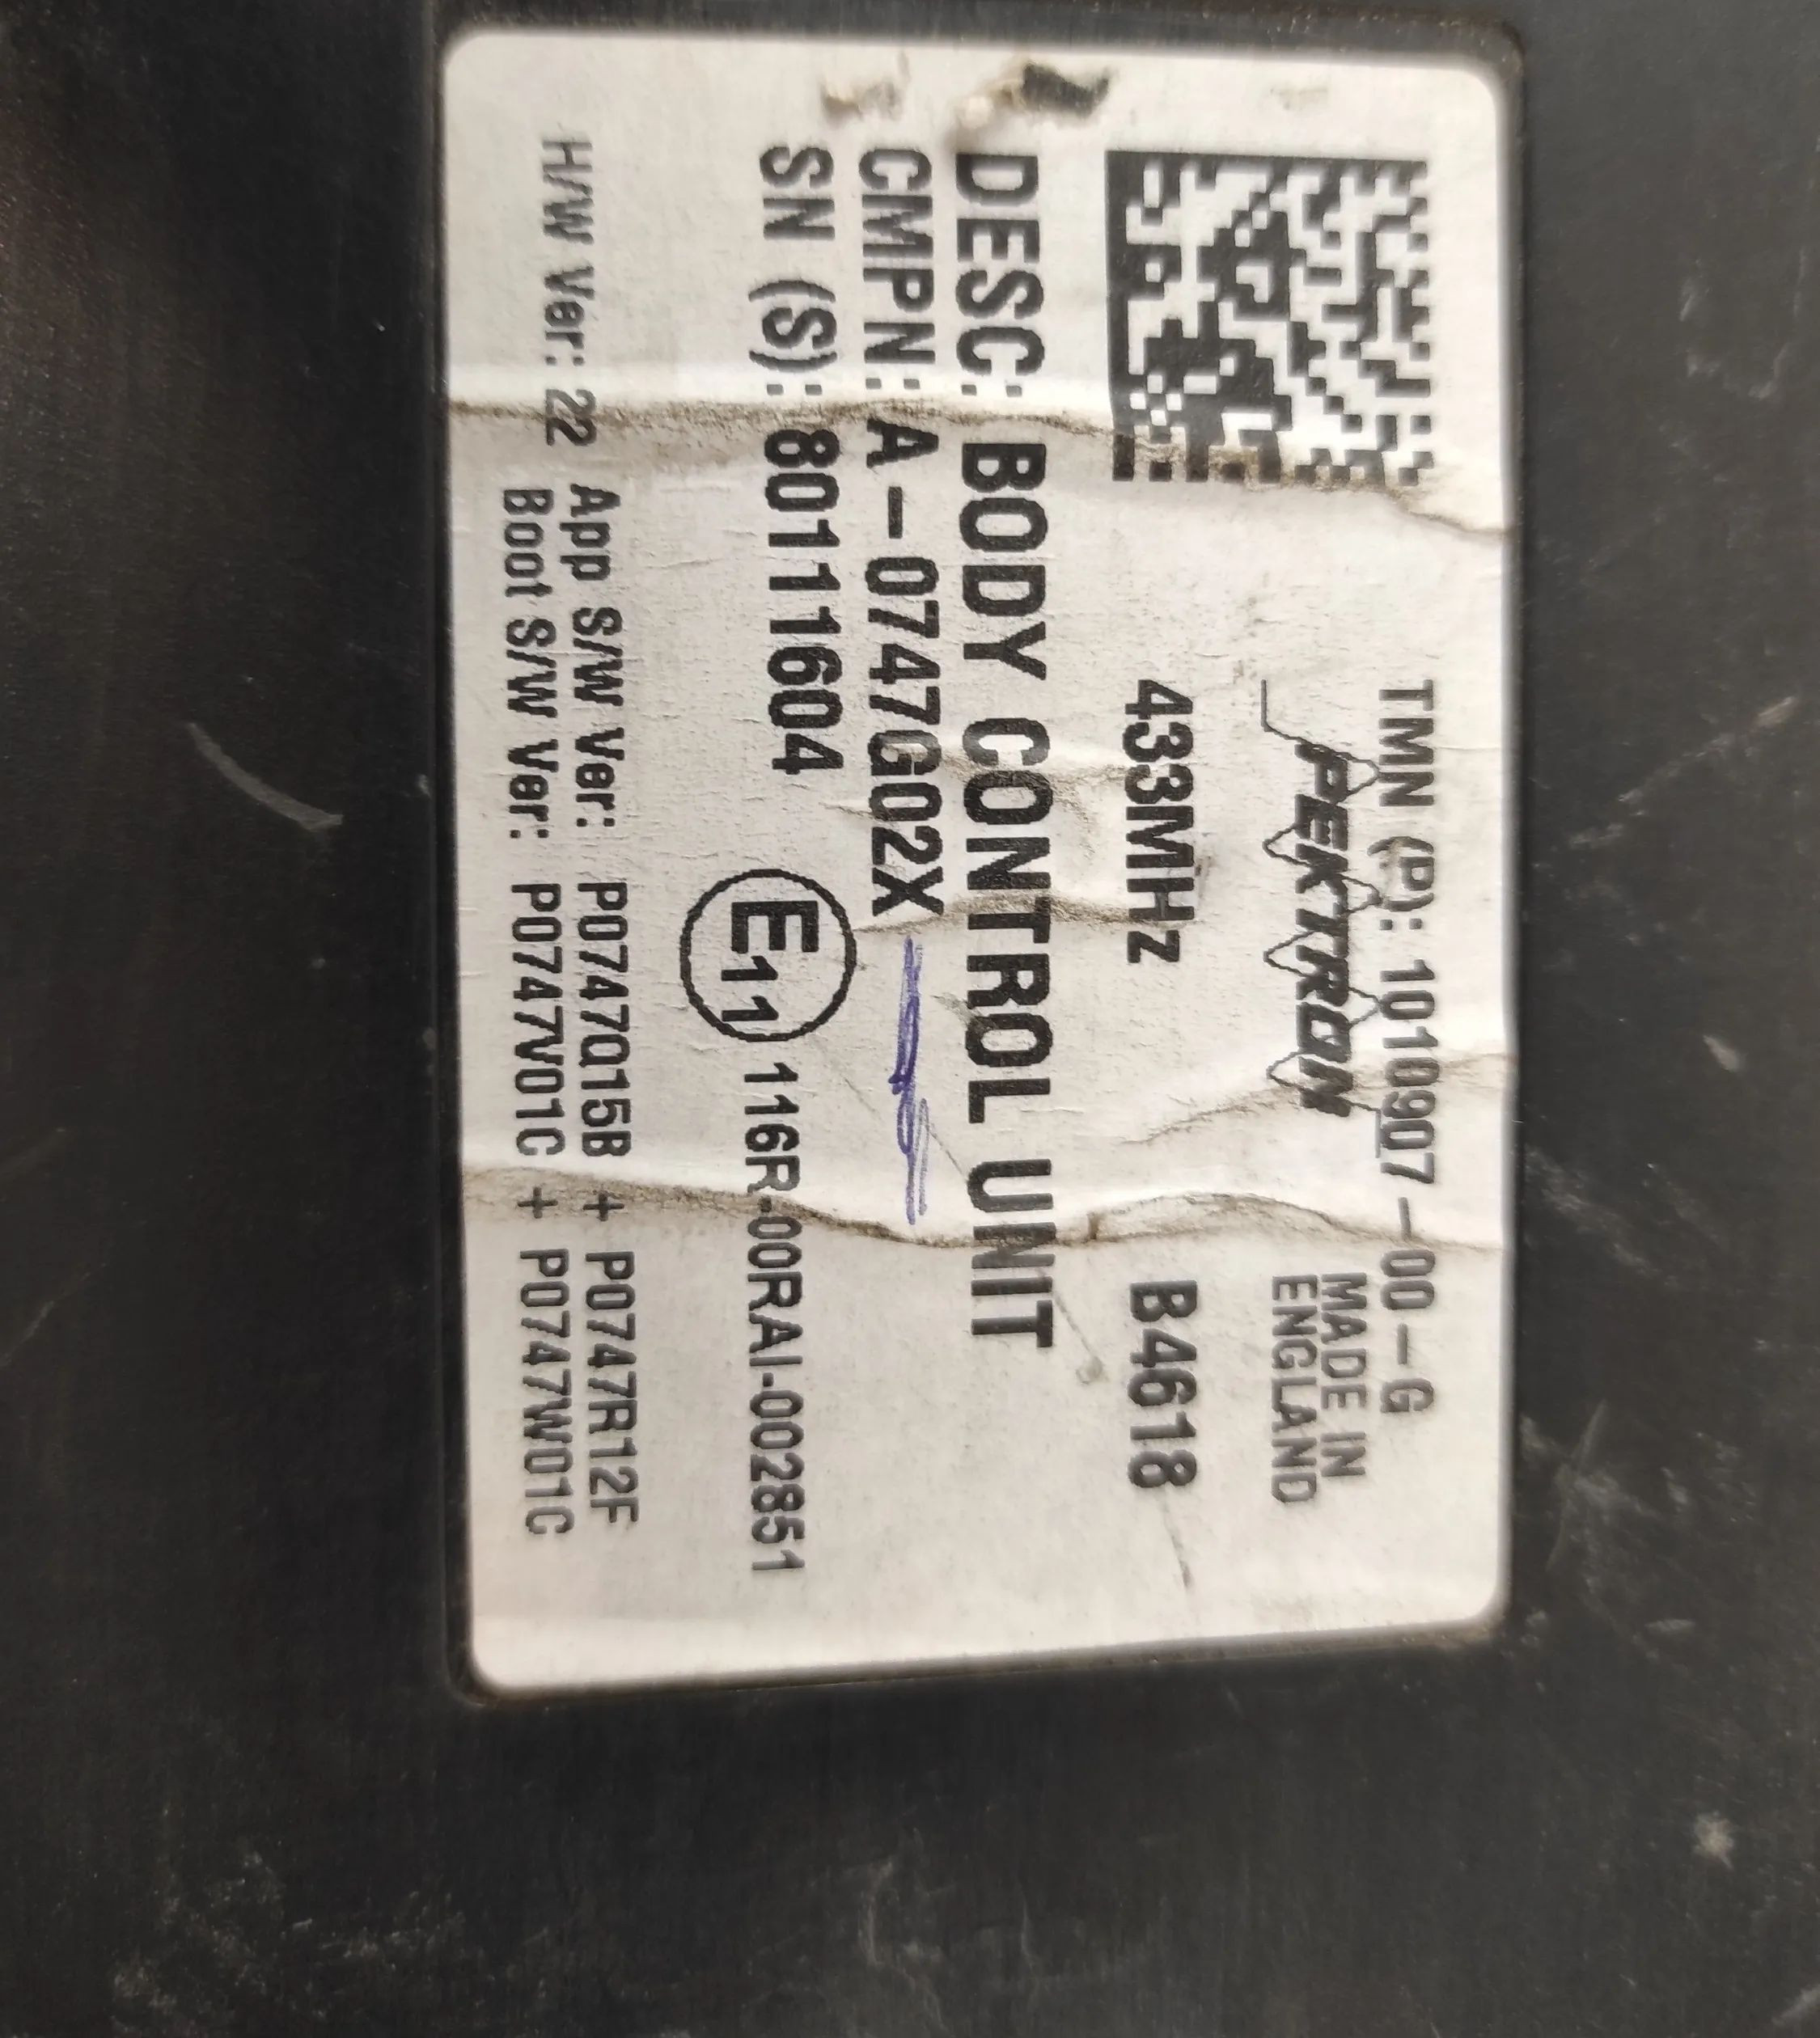 TMN (P): 1010907-00-G
PEKTRON
MADE IN
ENGLAND
433MHz
B4618
DESC: BODY CONTROL UNIT
CMPN: A-0747G02X
SN (S): 80111604
E11 116R-00RAI-002851
H/W Ver: 22 App S/W Ver: P0747Q15B + P0747R12F
Boot S/W Ver: P0747V01C + P0747W01C